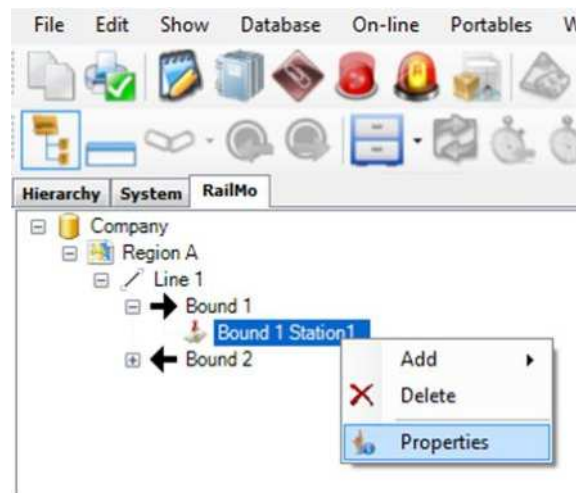 File Edit Show Database On-line Portables
Hierarchy System RailMo
Company
Region A
Line 1
Bound 1
Bound 1 Station1
Bound 2
Add
Delete
Properties